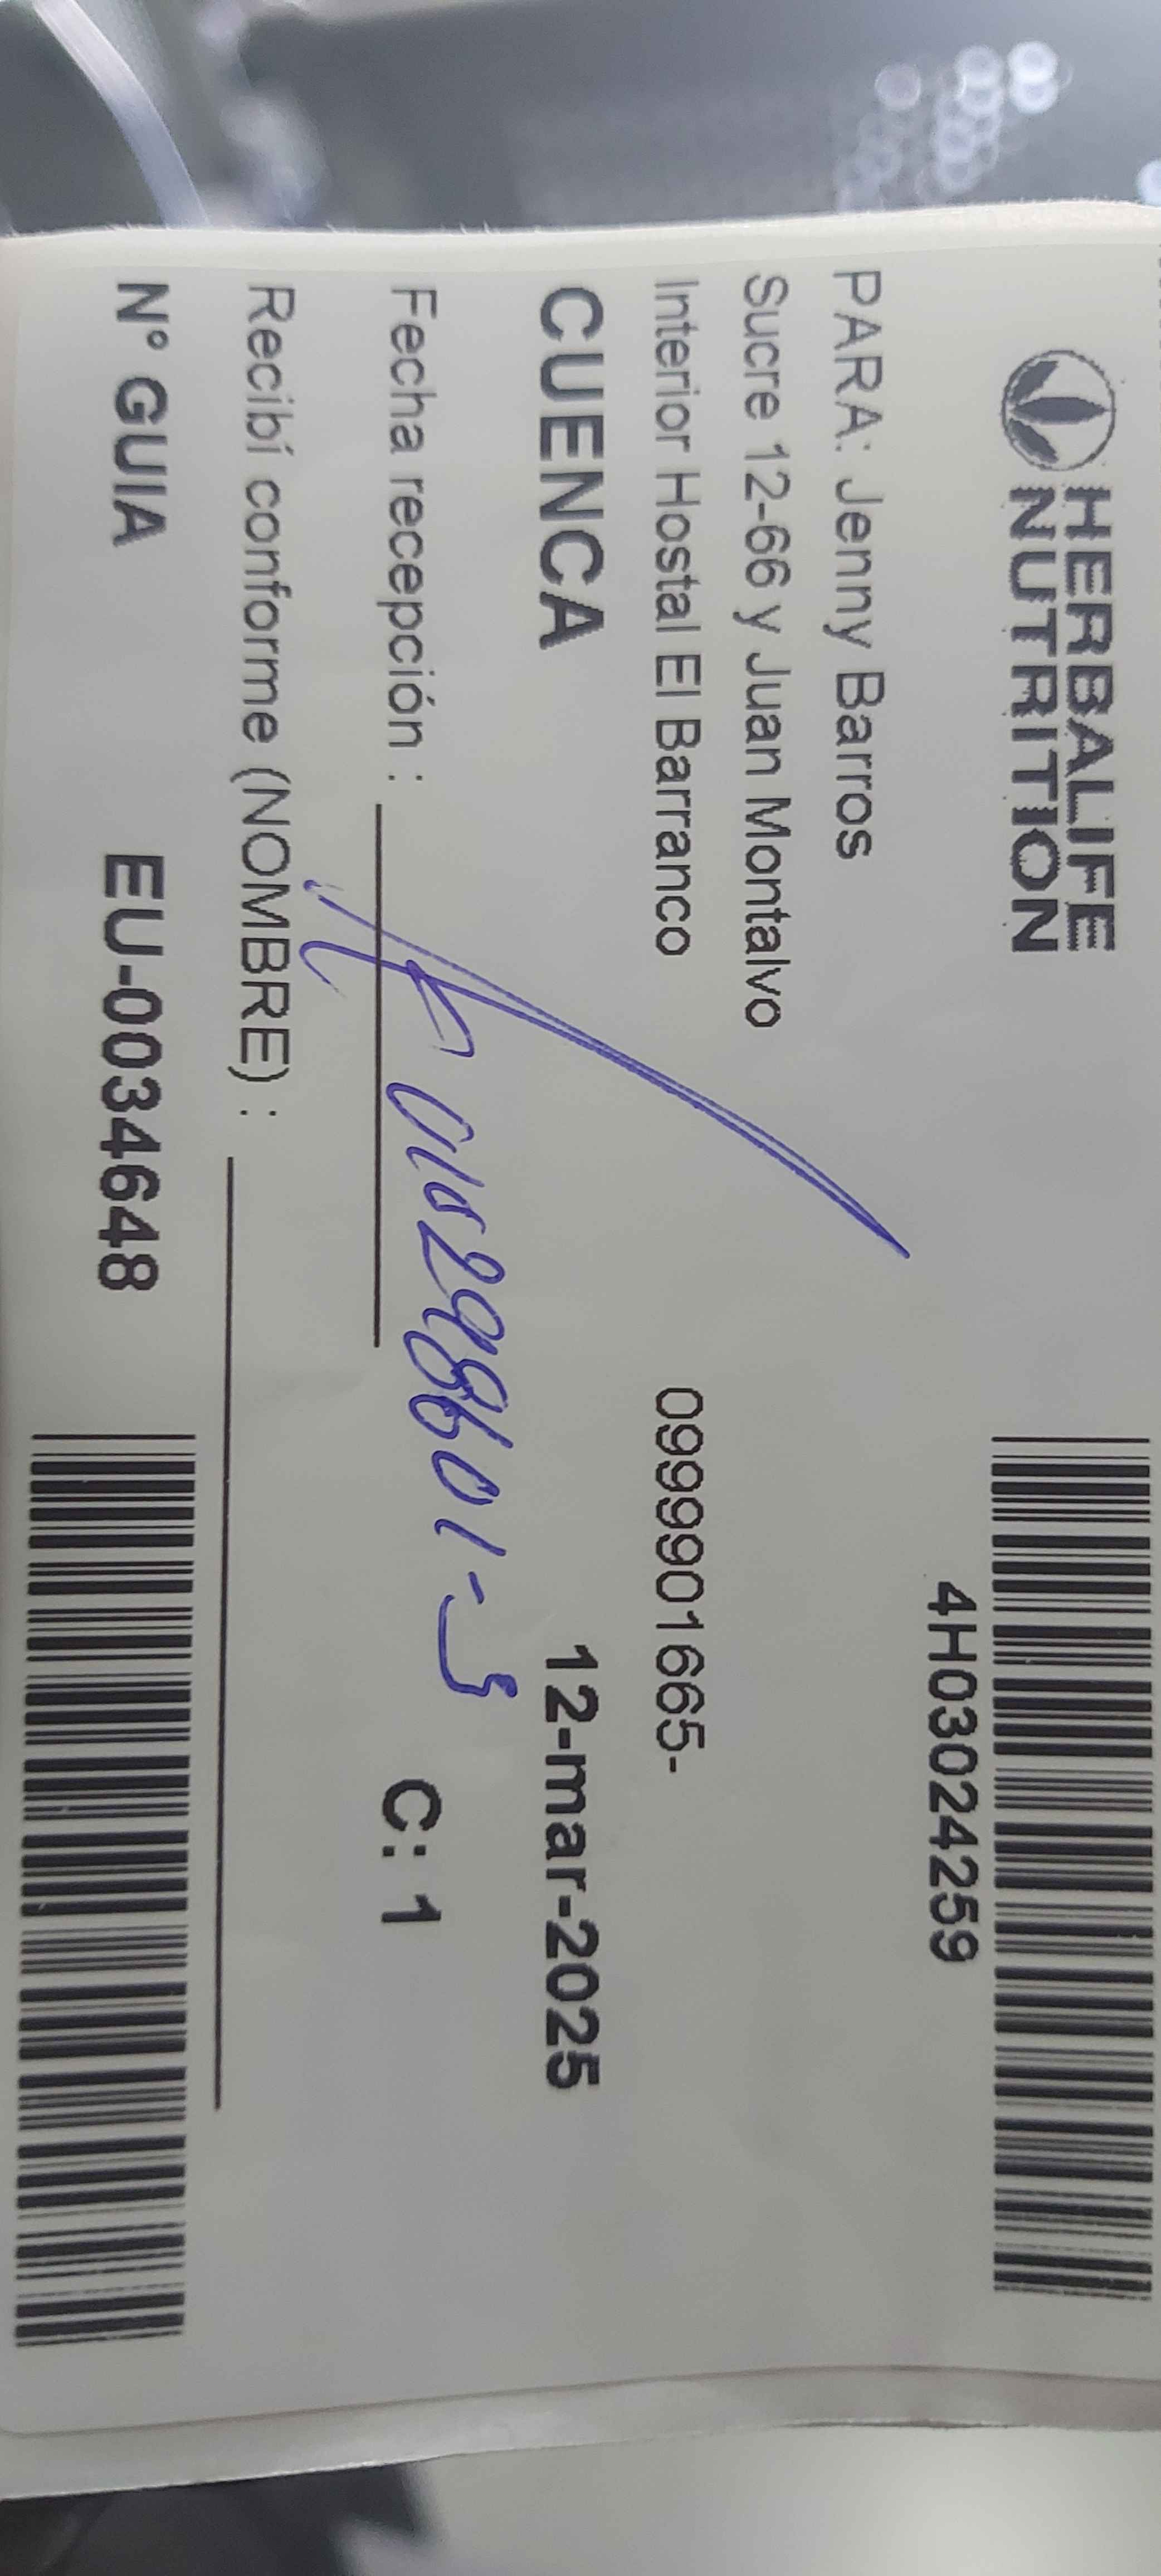 HERBALIFE
NUTRITION
4H03024259
PARA: Jenny Barros
Sucre 12-66 y Juan Montalvo
Interior Hostal El Barranco 0999901665-
CUENCA 12-mar-2025
Fecha recepción : C: 1
Recibí conforme (NOMBRE) :
N° GUIA EU-0034648